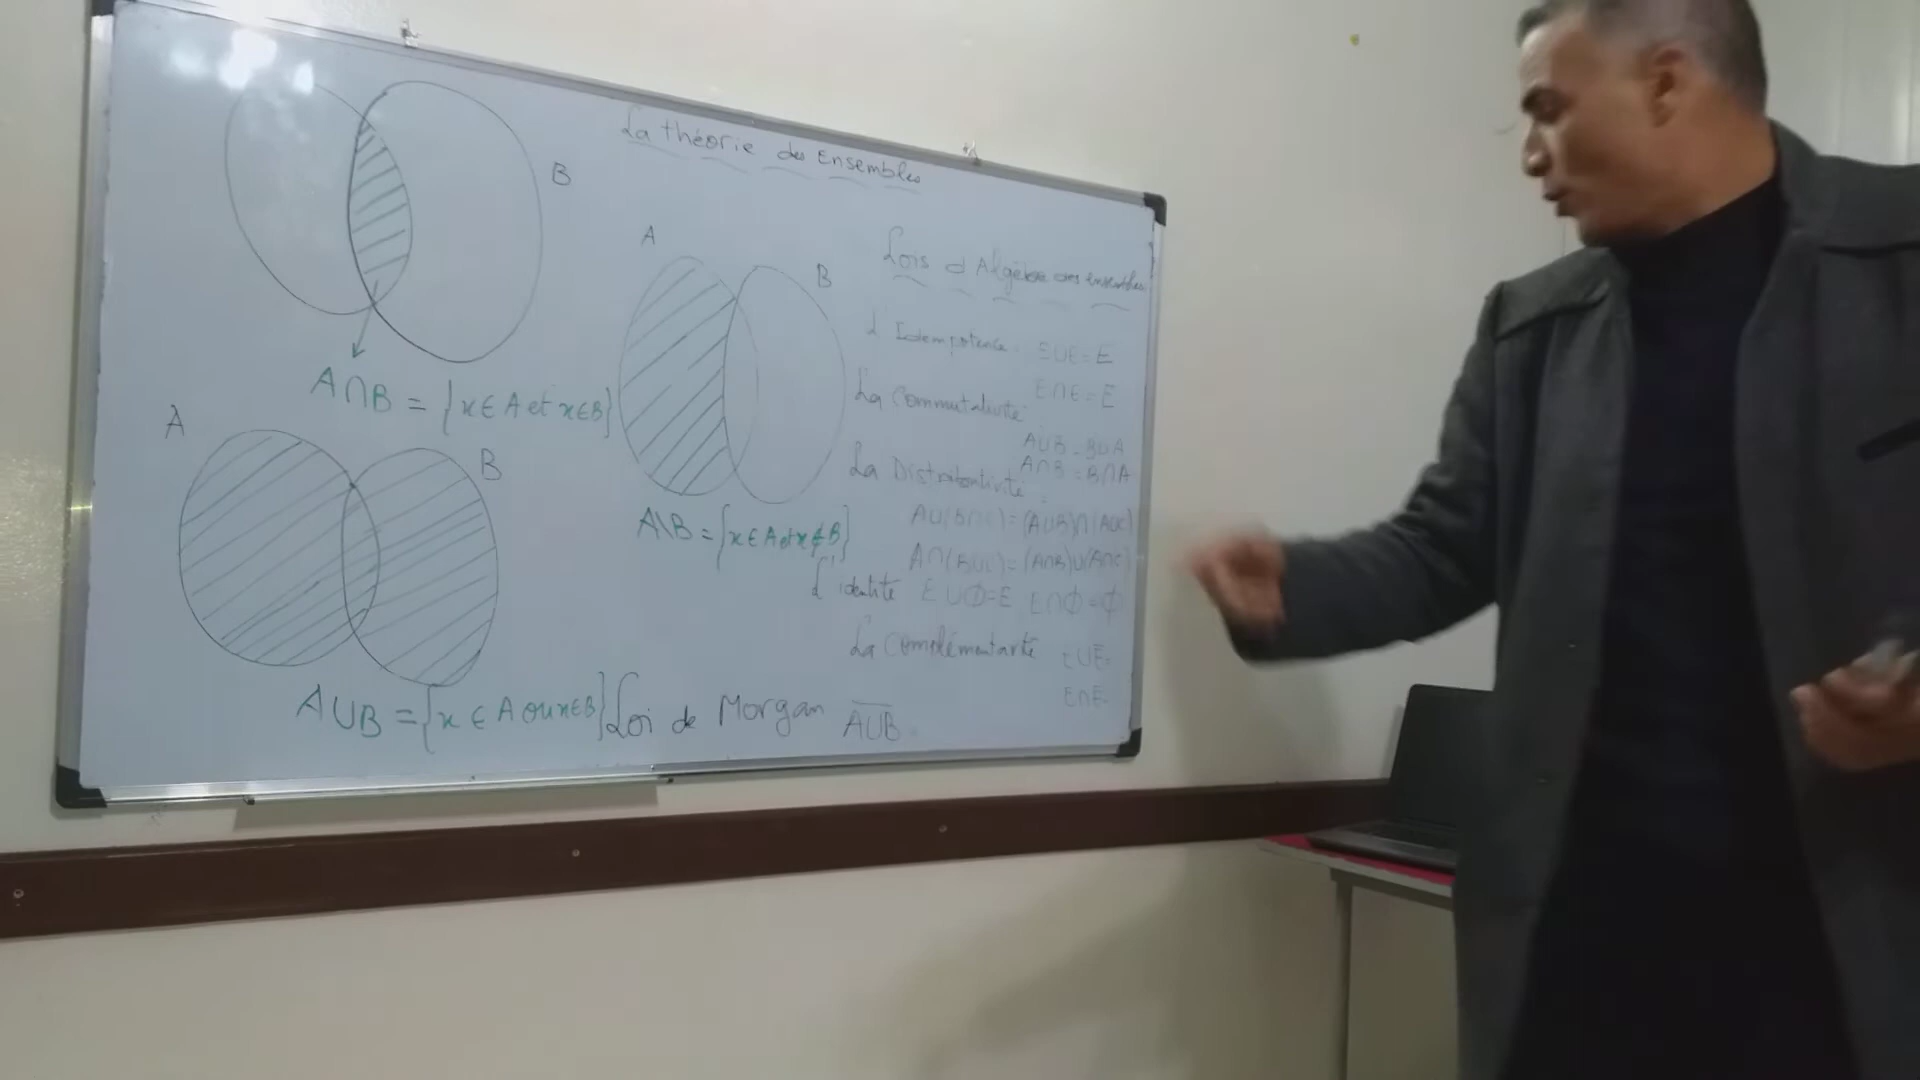 La théorie des Ensembles
B
A∩B = {x∈A et x∈B}
A
B
A∪B = {x∈A ou x∈B}
A
B
A\B = {x∈A et x∉B}
Lois d'Algèbre des ensembles
L'Idempotence : E∪E = E
E∩E = E
La Commutativité :
A∪B = B∪A
A∩B = B∩A
La Distributivité :
A∪(B∩C) = (A∪B)∩(A∪C)
A∩(B∪C) = (A∩B)∪(A∩C)
L'identité E∪Φ=E E∩Φ=Φ
La Complémentarité E∪E̅=
E∩E̅=
Loi de Morgan A̅∪̅B̅ =